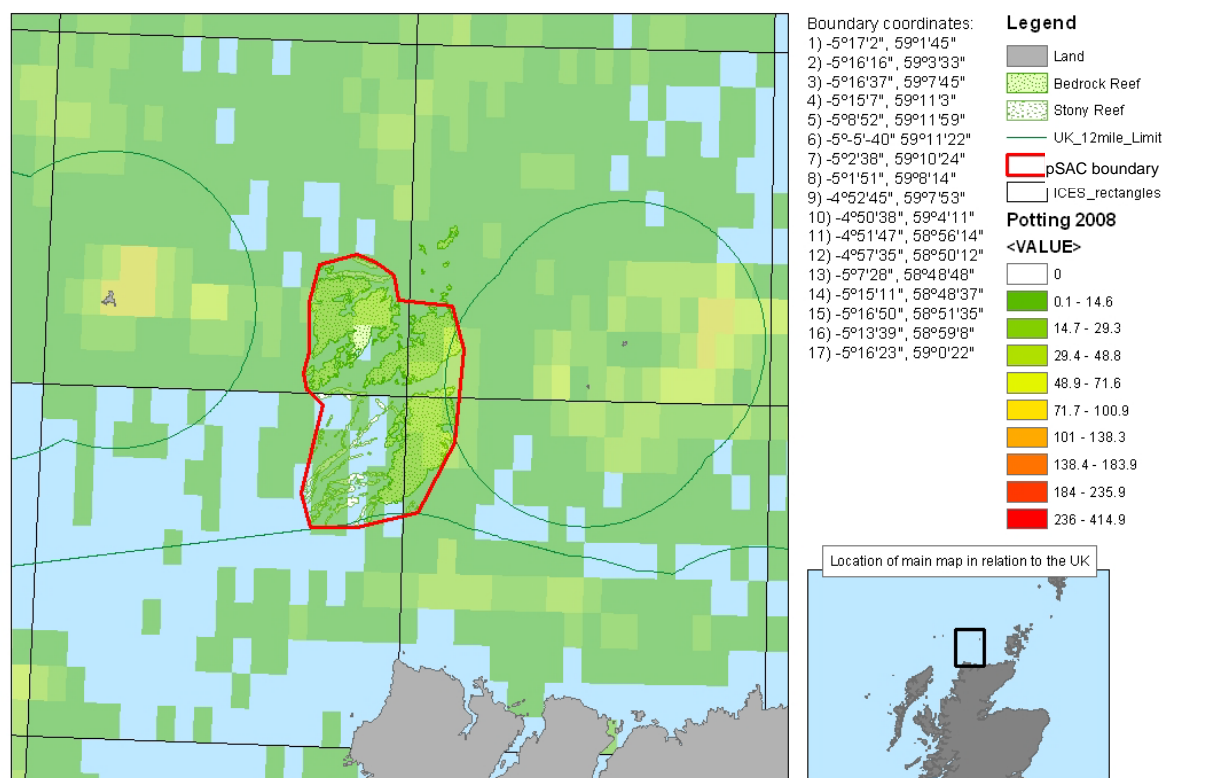 Boundary coordinates:
1) -5º17'2", 59º1'45"
2) -5º16'16", 59º3'33"
3) -5º16'37", 59º7'45"
4) -5º15'7", 59º11'3"
5) -5º8'52", 59º11'59"
6) -5º-5'-40" 59º11'22"
7) -5º2'38", 59º10'24"
8) -5º1'51", 59º8'14"
9) -4º52'45", 59º7'53"
10) -4º50'38", 59º4'11"
11) -4º51'47", 58º56'14"
12) -4º57'35", 58º50'12"
13) -5º7'28", 58º48'48"
14) -5º15'11", 58º48'37"
15) -5º16'50", 58º51'35"
16) -5º13'39", 58º59'8"
17) -5º16'23", 59º0'22"
Legend
Land
Bedrock Reef
Stony Reef
UK_12mile_Limit
pSAC boundary
ICES_rectangles
Potting 2008
<VALUE>
0
0.1 - 14.6
14.7 - 29.3
29.4 - 48.8
48.9 - 71.6
71.7 - 100.9
101 - 138.3
138.4 - 183.9
184 - 235.9
236 - 414.9
Location of main map in relation to the UK